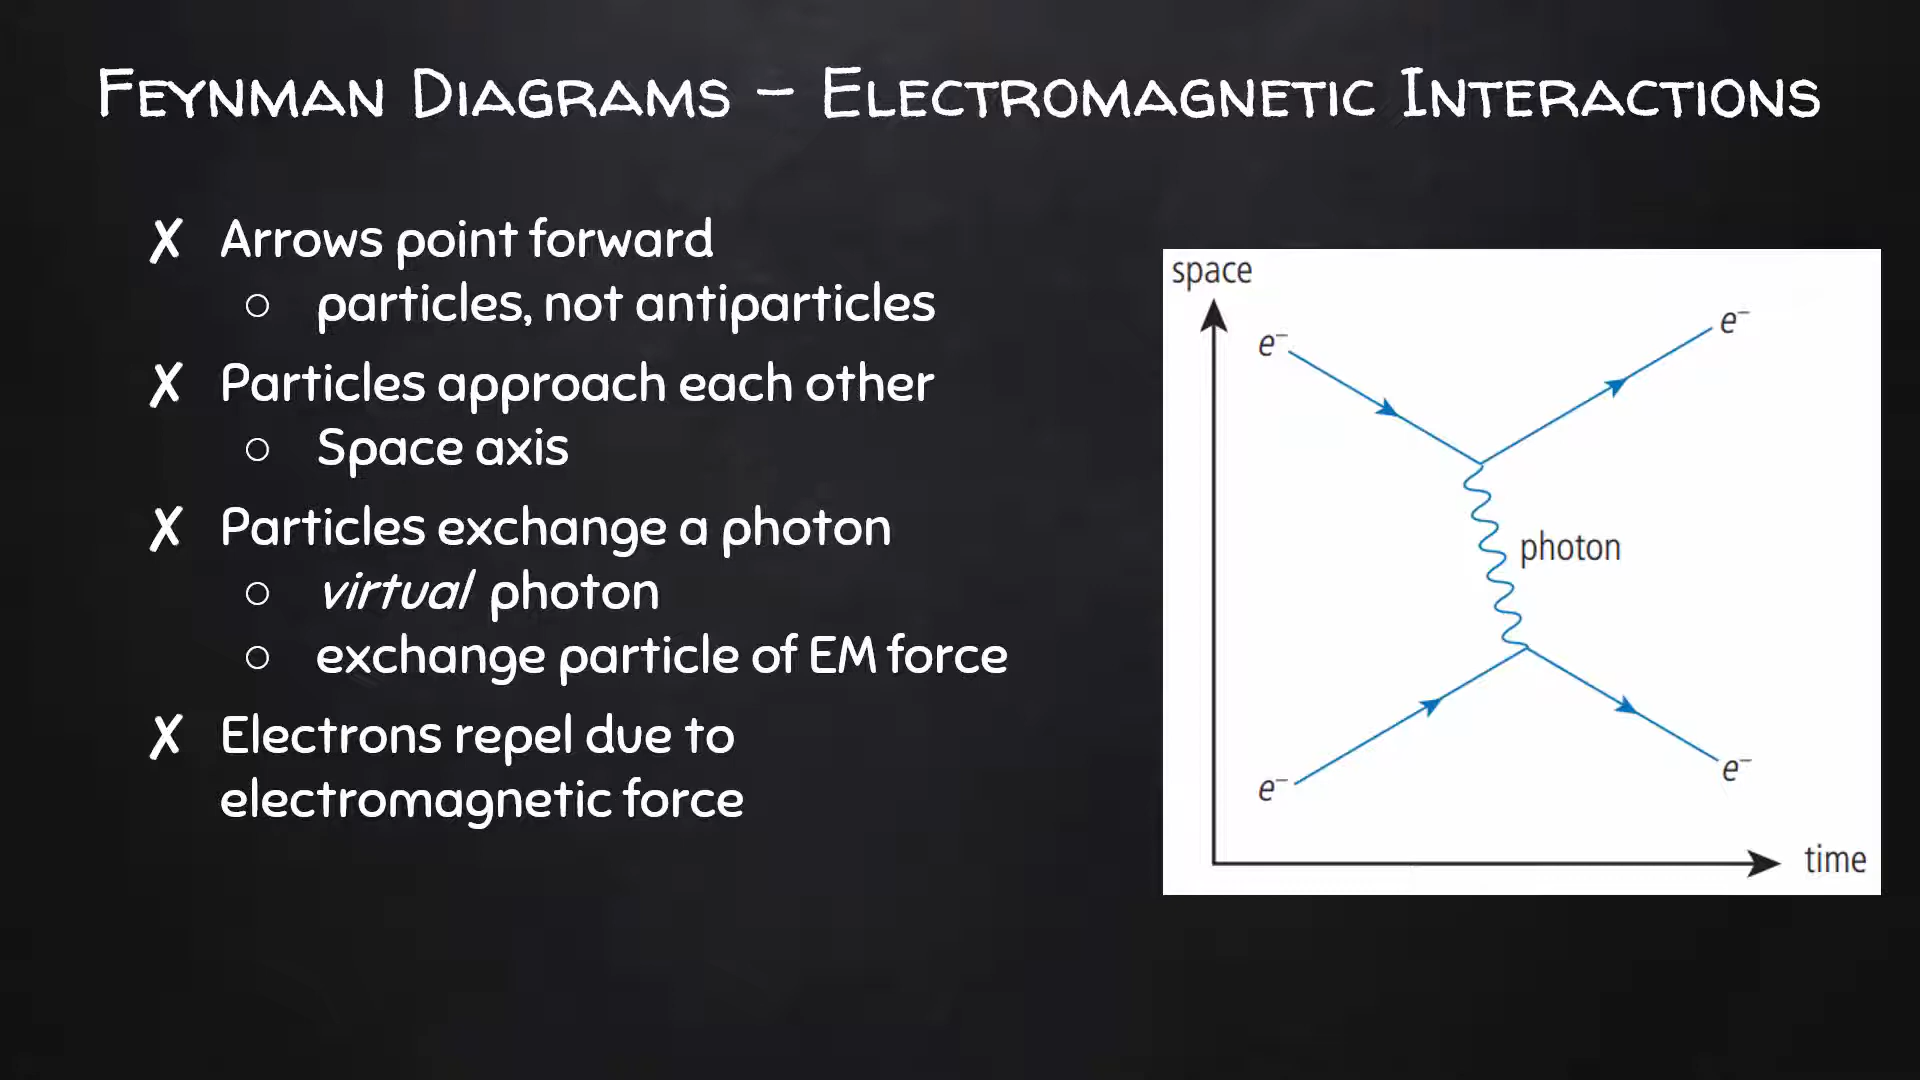 Feynman Diagrams – Electromagnetic Interactions
✗ Arrows point forward
○ particles, not antiparticles
✗ Particles approach each other
○ Space axis
✗ Particles exchange a photon
○ virtual photon
○ exchange particle of EM force
✗ Electrons repel due to
electromagnetic force
space
e⁻
e⁻
photon
e⁻
e⁻
time